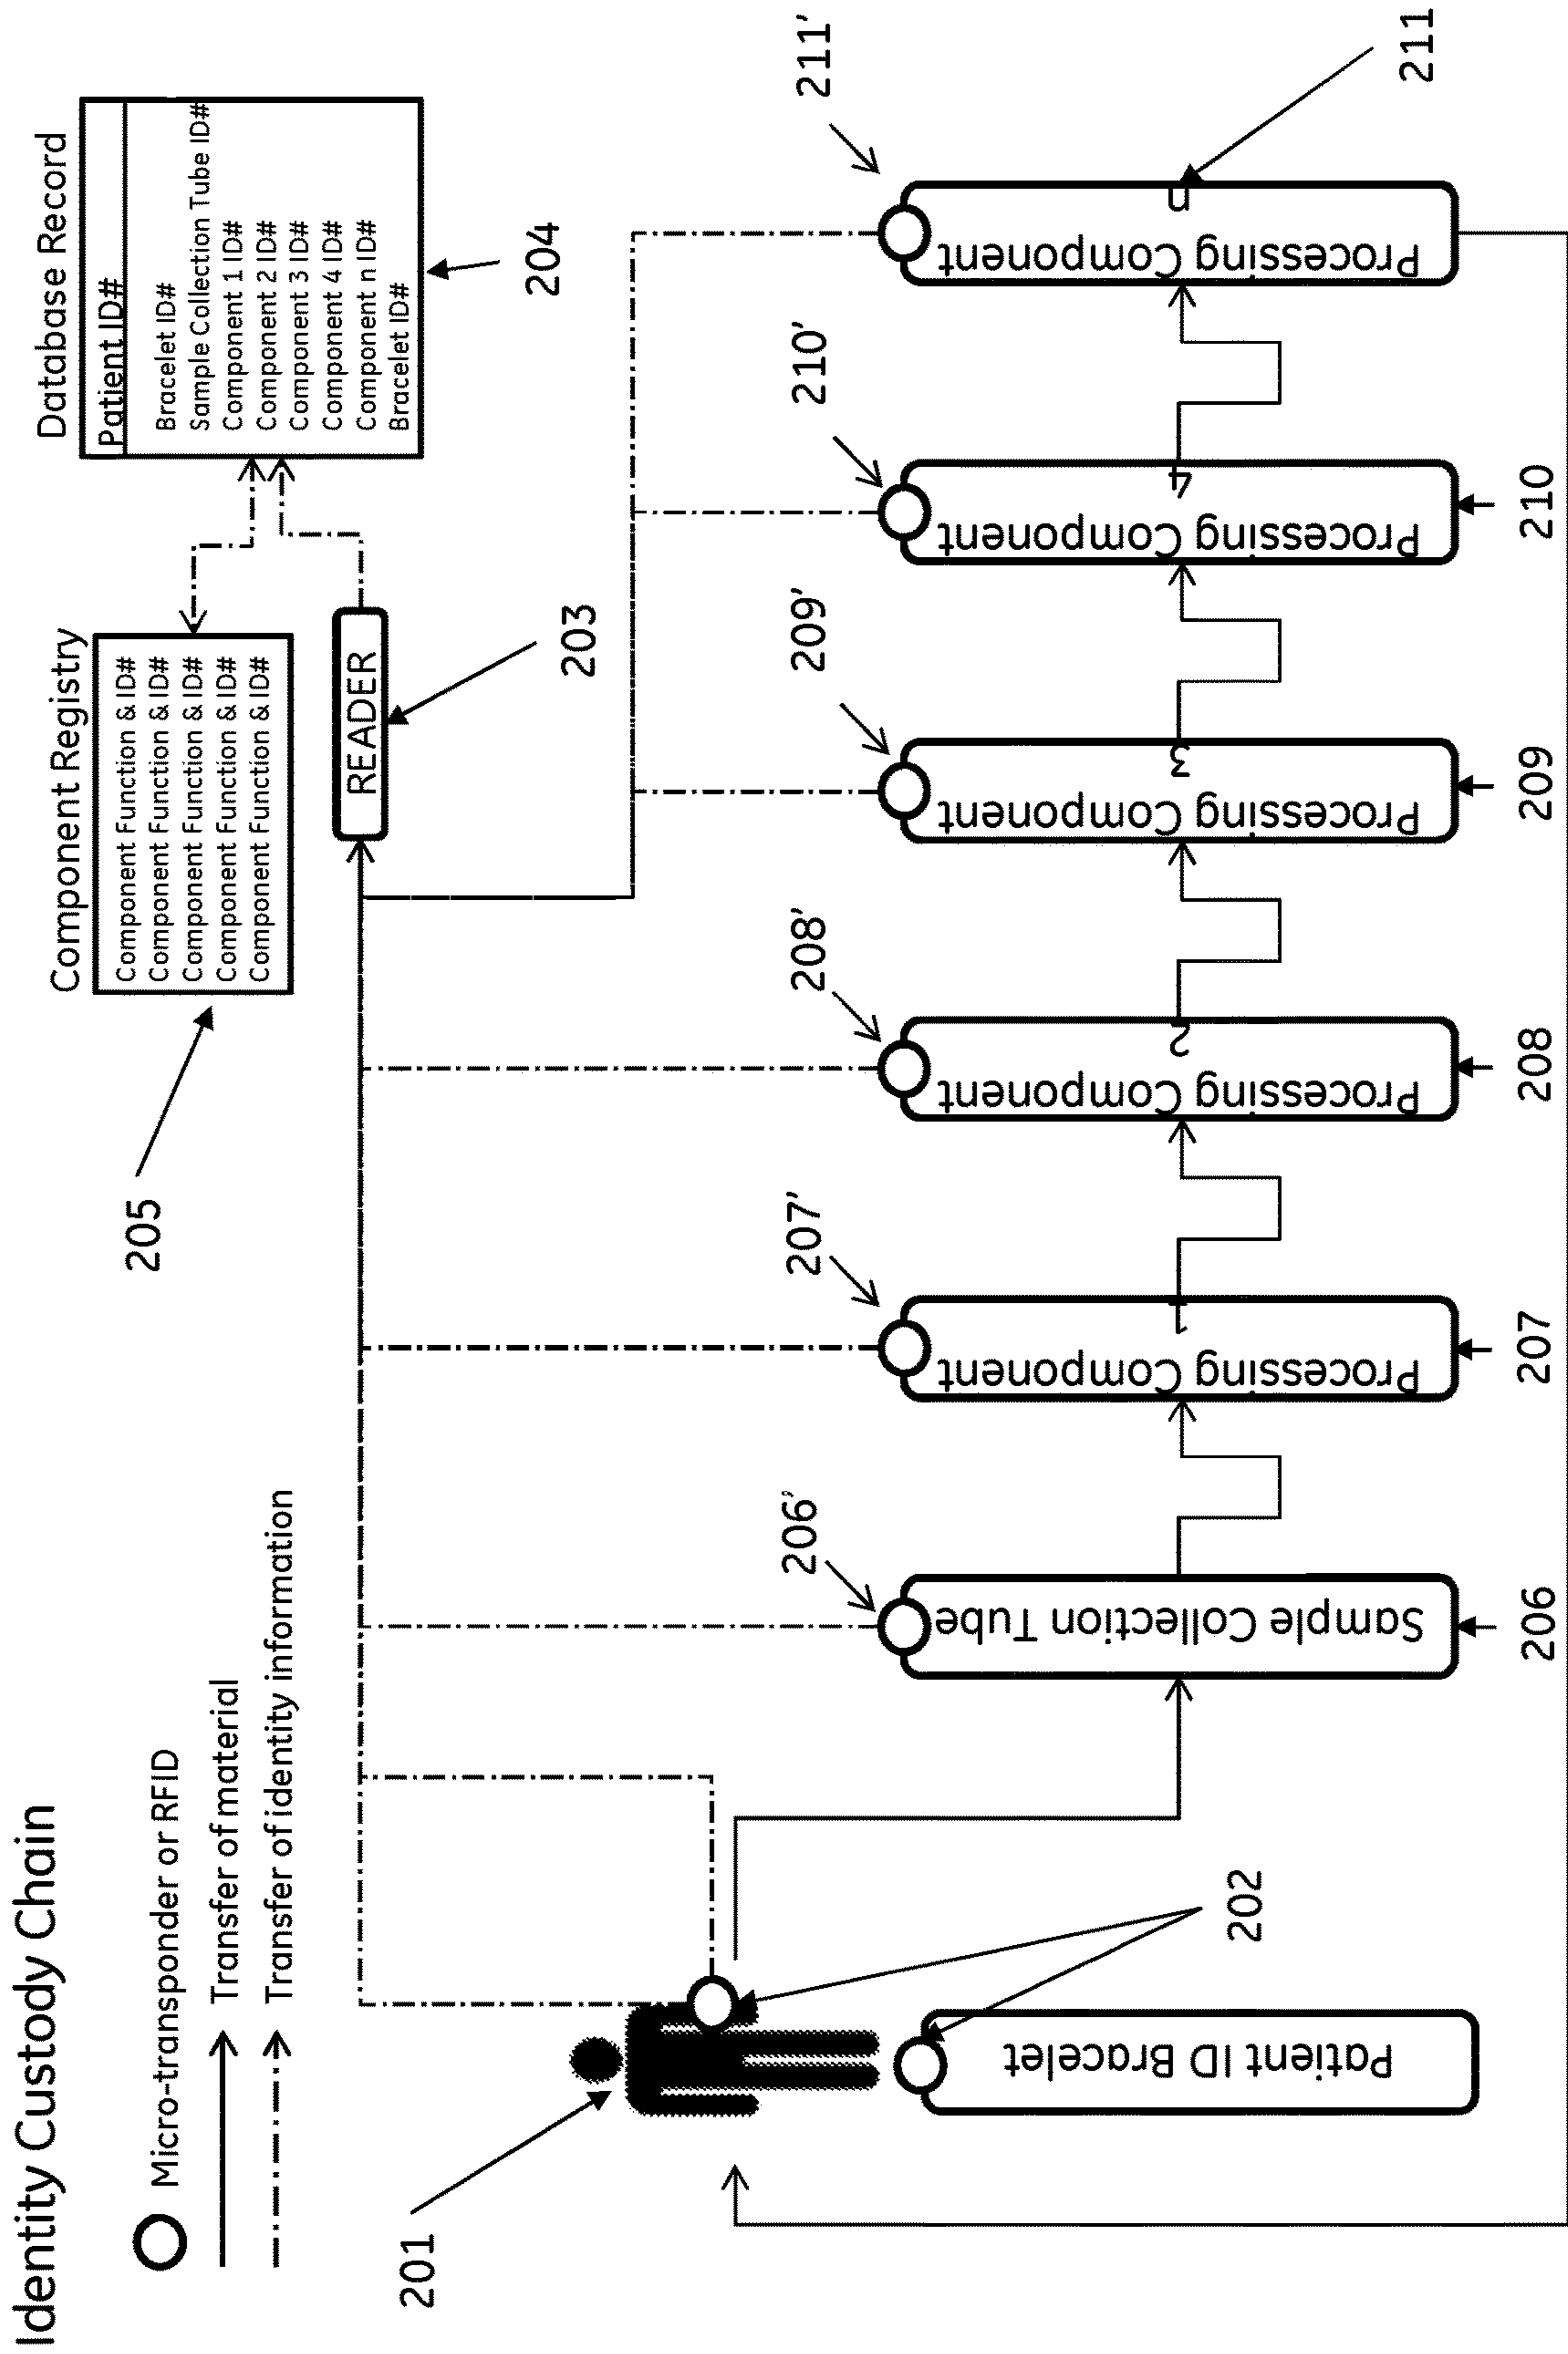 Identity Custody Chain
Micro-transponder or RFID
Transfer of material
Transfer of identity information
Component Registry
Component Function & ID#
Component Function & ID#
Component Function & ID#
Component Function & ID#
Component Function & ID#
205
READER
203
Database Record
Patient ID#
Bracelet ID#
Sample Collection Tube ID#
Component 1 ID#
Component 2 ID#
Component 3 ID#
Component 4 ID#
Component n ID#
Bracelet ID#
204
201
202
Patient ID Bracelet
206'
207'
208'
209'
210'
211'
Sample Collection Tube
Processing Component
1
Processing Component
2
Processing Component
3
Processing Component
4
Processing Component
n
206
207
208
209
210
211